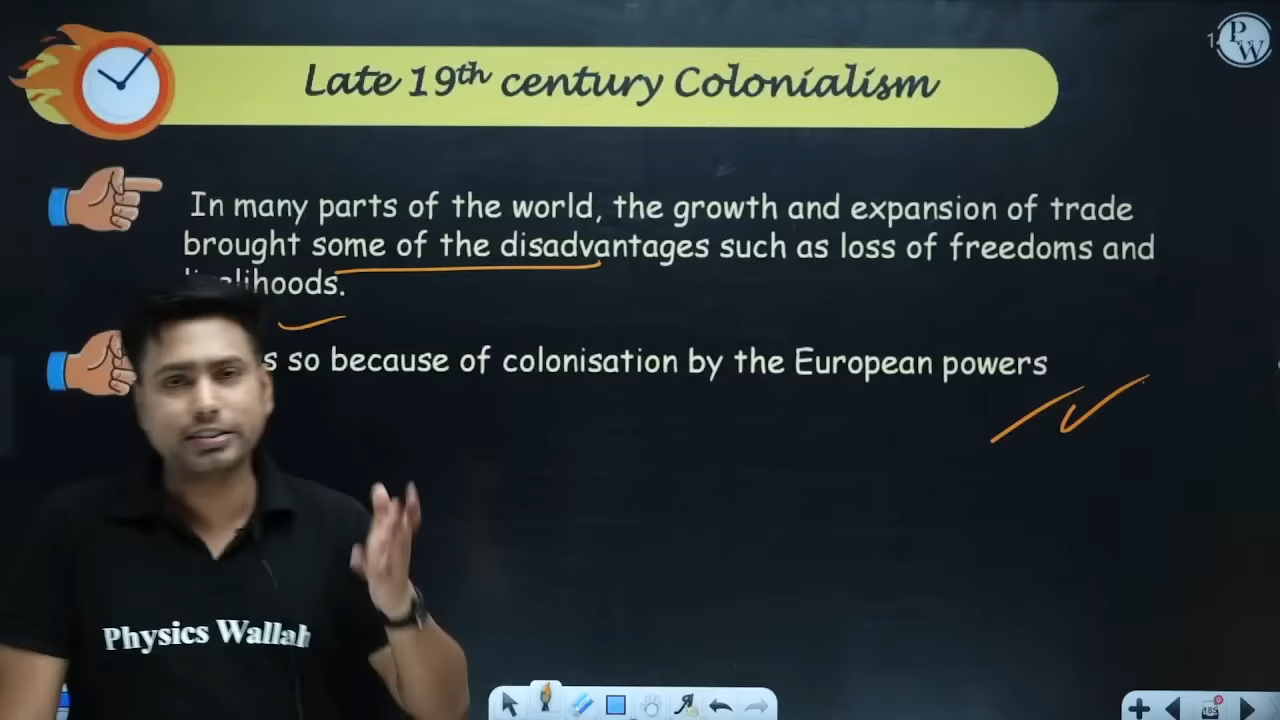 P
W
Late 19th century Colonialism
In many parts of the world, the growth and expansion of trade
brought some of the disadvantages such as loss of freedoms and
livelihoods.
so because of colonisation by the European powers
Physics Wallah
185